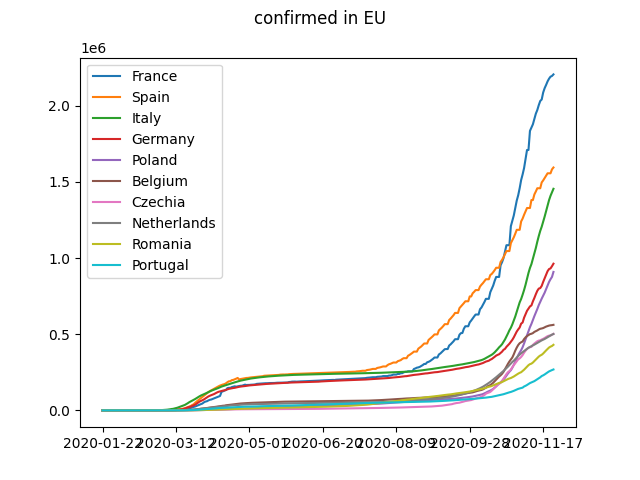 confirmed in EU
1e6
France
Spain
Italy
Germany
Poland
Belgium
Czechia
Netherlands
Romania
Portugal
2.0
1.5
1.0
0.5
0.0
2020-01-22 2020-03-12 2020-05-01 2020-06-20 2020-08-09 2020-09-28 2020-11-17